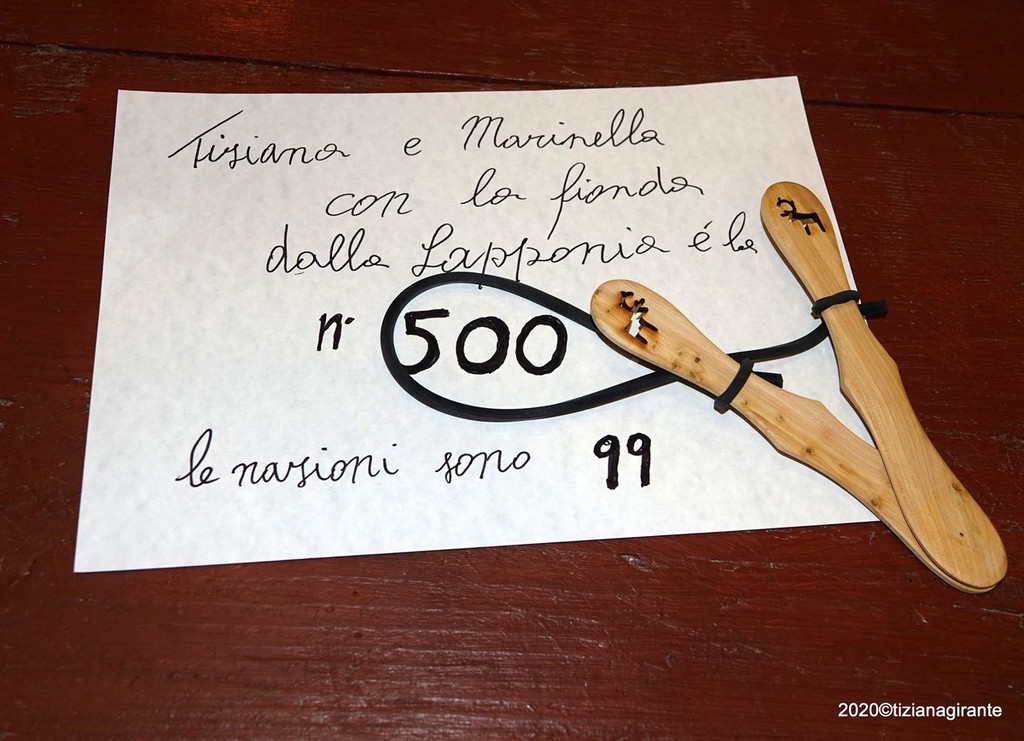 Tiziana e Marinella
con la fionda
dalla Lapponia é la
n. 500
le nazioni sono 99
2020©tizianagirante